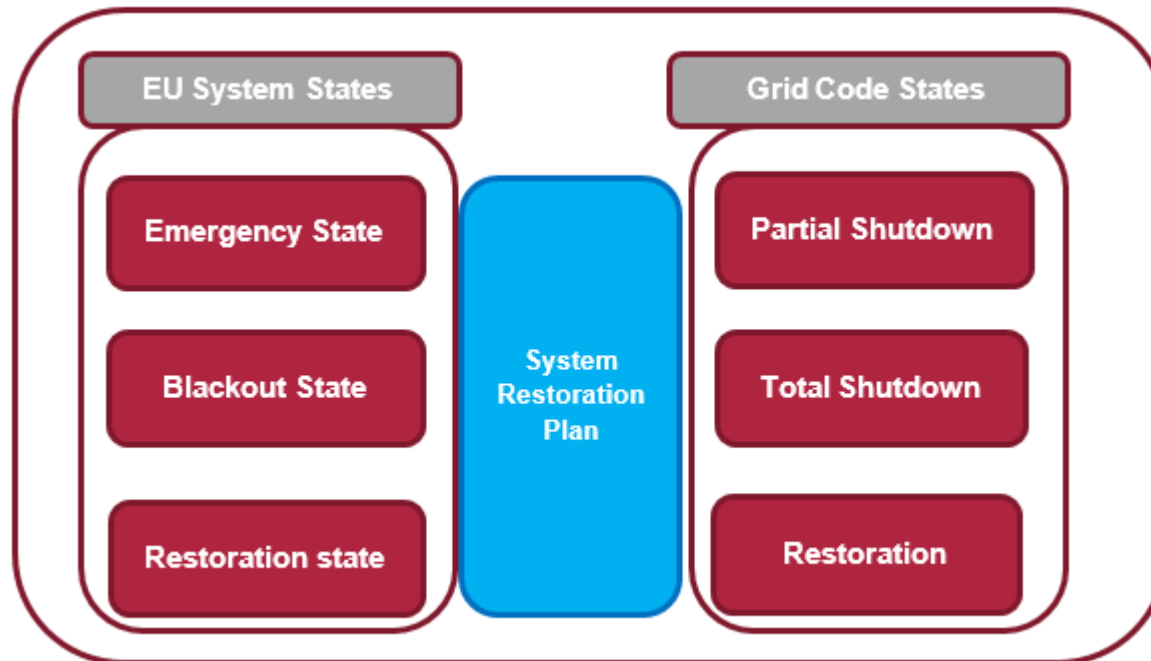 EU System States
Grid Code States
Emergency State
Blackout State
Restoration state
System
Restoration
Plan
Partial Shutdown
Total Shutdown
Restoration